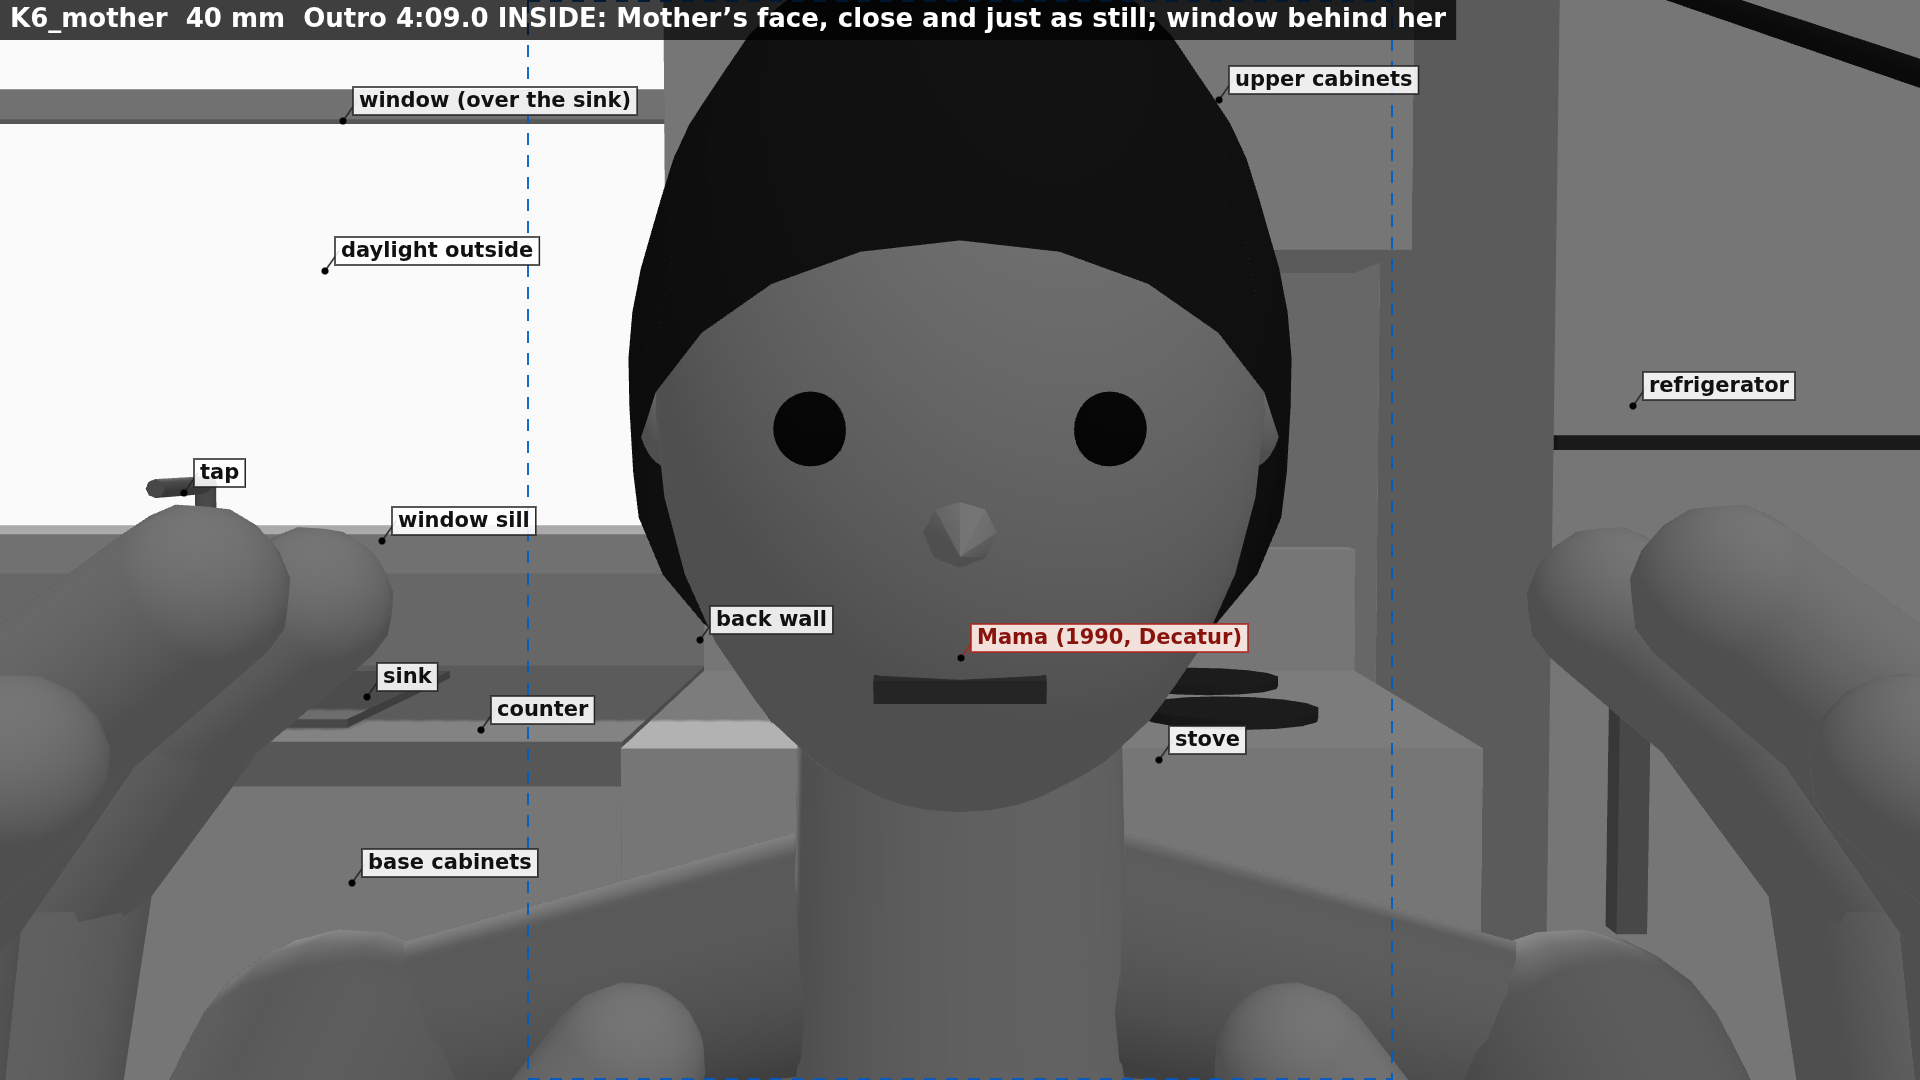 K6_mother  40 mm  Outro 4:09.0 INSIDE: Mother’s face, close and just as still; window behind her
upper cabinets
window (over the sink)
daylight outside
refrigerator
tap
window sill
back wall
Mama (1990, Decatur)
sink
counter
stove
base cabinets